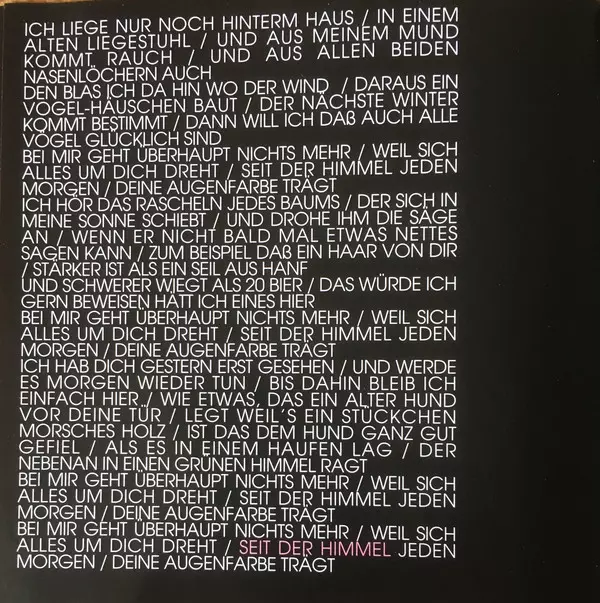 ICH LIEGE NUR NOCH HINTERM HAUS / IN EINEM
ALTEN LIEGESTUHL / UND AUS MEINEM MUND
KOMMT RAUCH / UND AUS ALLEN BEIDEN
NASENLÖCHERN AUCH
DEN BLAS ICH DA HIN WO DER WIND / DARAUS EIN
VOGEL-HÄUSCHEN BAUT / DER NÄCHSTE WINTER
KOMMT BESTIMMT / DANN WILL ICH DAß AUCH ALLE
VÖGEL GLÜCKLICH SIND
BEI MIR GEHT ÜBERHAUPT NICHTS MEHR / WEIL SICH
ALLES UM DICH DREHT / SEIT DER HIMMEL JEDEN
MORGEN / DEINE AUGENFARBE TRÄGT
ICH HÖR DAS RASCHELN JEDES BAUMS / DER SICH IN
MEINE SONNE SCHIEBT / UND DROHE IHM DIE SÄGE
AN / WENN ER NICHT BALD MAL ETWAS NETTES
SAGEN KANN / ZUM BEISPIEL DAß EIN HAAR VON DIR
/ STÄRKER IST ALS EIN SEIL AUS HANF
UND SCHWERER WIEGT ALS 20 BIER / DAS WÜRDE ICH
GERN BEWEISEN HÄTT ICH EINES HIER
BEI MIR GEHT ÜBERHAUPT NICHTS MEHR / WEIL SICH
ALLES UM DICH DREHT / SEIT DER HIMMEL JEDEN
MORGEN / DEINE AUGENFARBE TRÄGT
ICH HAB DICH GESTERN ERST GESEHEN / UND WERDE
ES MORGEN WIEDER TUN / BIS DAHIN BLEIB ICH
EINFACH HIER / WIE ETWAS, DAS EIN ALTER HUND
VOR DEINE TÜR / LEGT WEIL´S EIN STÜCKCHEN
MORSCHES HOLZ / IST DAS DEM HUND GANZ GUT
GEFIEL / ALS ES IN EINEM HAUFEN LAG / DER
NEBENAN IN EINEN GRÜNEN HIMMEL RAGT
BEI MIR GEHT ÜBERHAUPT NICHTS MEHR / WEIL SICH
ALLES UM DICH DREHT / SEIT DER HIMMEL JEDEN
MORGEN / DEINE AUGENFARBE TRÄGT
BEI MIR GEHT ÜBERHAUPT NICHTS MEHR / WEIL SICH
ALLES UM DICH DREHT / SEIT DER HIMMEL JEDEN
MORGEN / DEINE AUGENFARBE TRÄGT